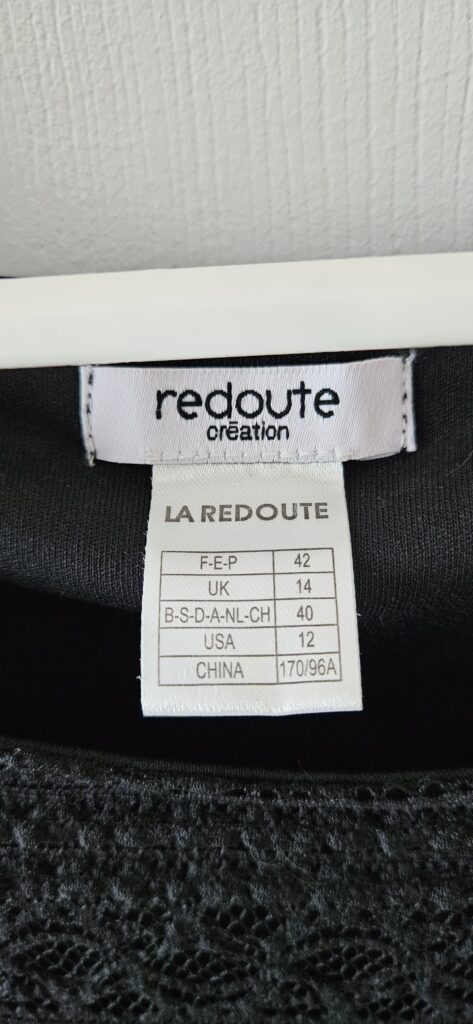 redoute
création
LA REDOUTE
F-E-P 42
UK 14
B-S-D-A-NL-CH 40
USA 12
CHINA 170/96A